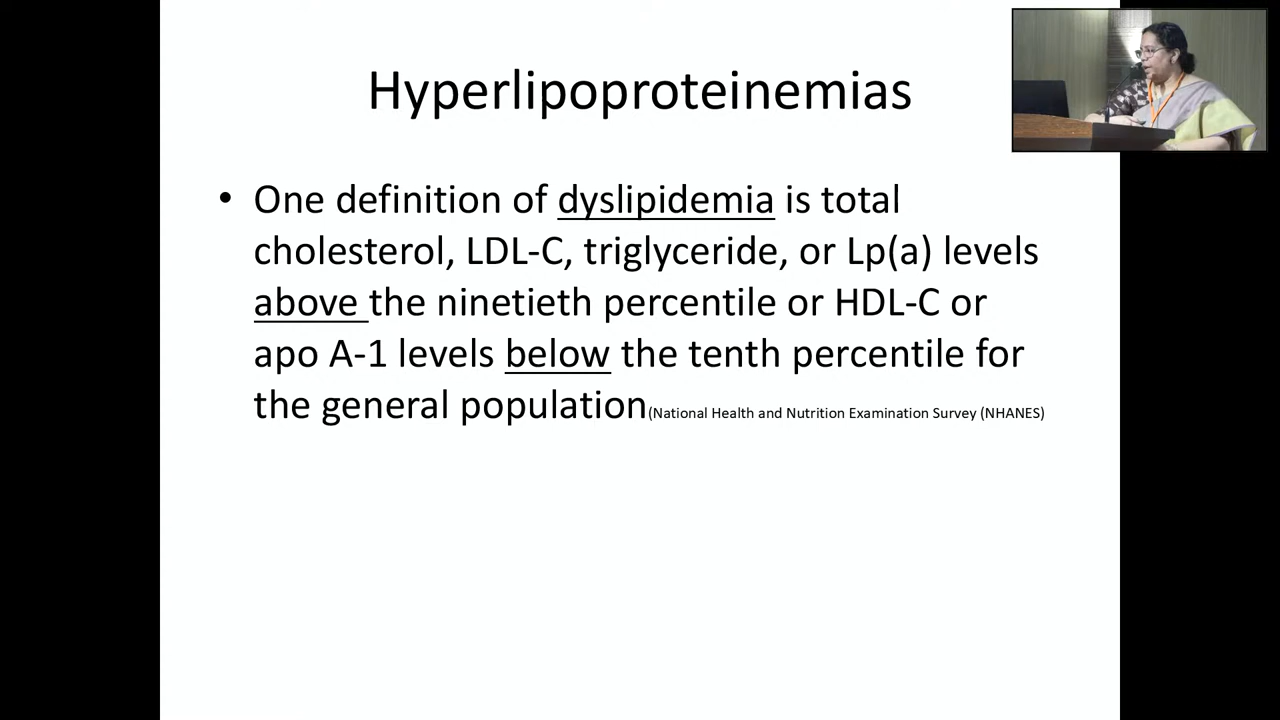 Hyperlipoproteinemias
• One definition of dyslipidemia is total
cholesterol, LDL-C, triglyceride, or Lp(a) levels
above the ninetieth percentile or HDL-C or
apo A-1 levels below the tenth percentile for
the general population(National Health and Nutrition Examination Survey (NHANES)